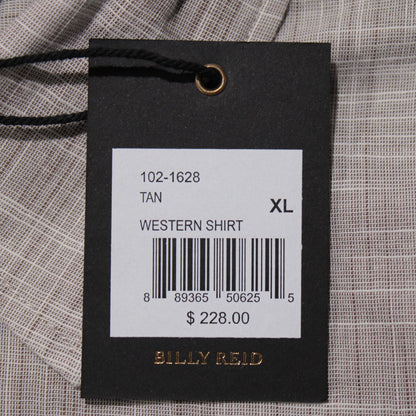 102-1628
TAN
XL
WESTERN SHIRT
8 89365 50625 5
$ 228.00
BILLY REID